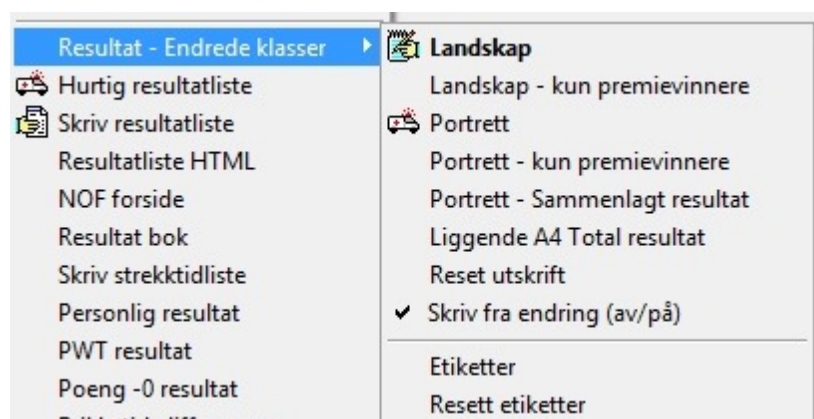 Resultat - Endrede klasser
Hurtig resultatliste
Skriv resultatliste
Resultatliste HTML
NOF forside
Resultat bok
Skriv strekktidliste
Personlig resultat
PWT resultat
Poeng -0 resultat
Landskap
Landskap - kun premievinnere
Portrett
Portrett - kun premievinnere
Portrett - Sammenlagt resultat
Liggende A4 Total resultat
Reset utskrift
Skriv fra endring (av/på)
Etiketter
Resett etiketter